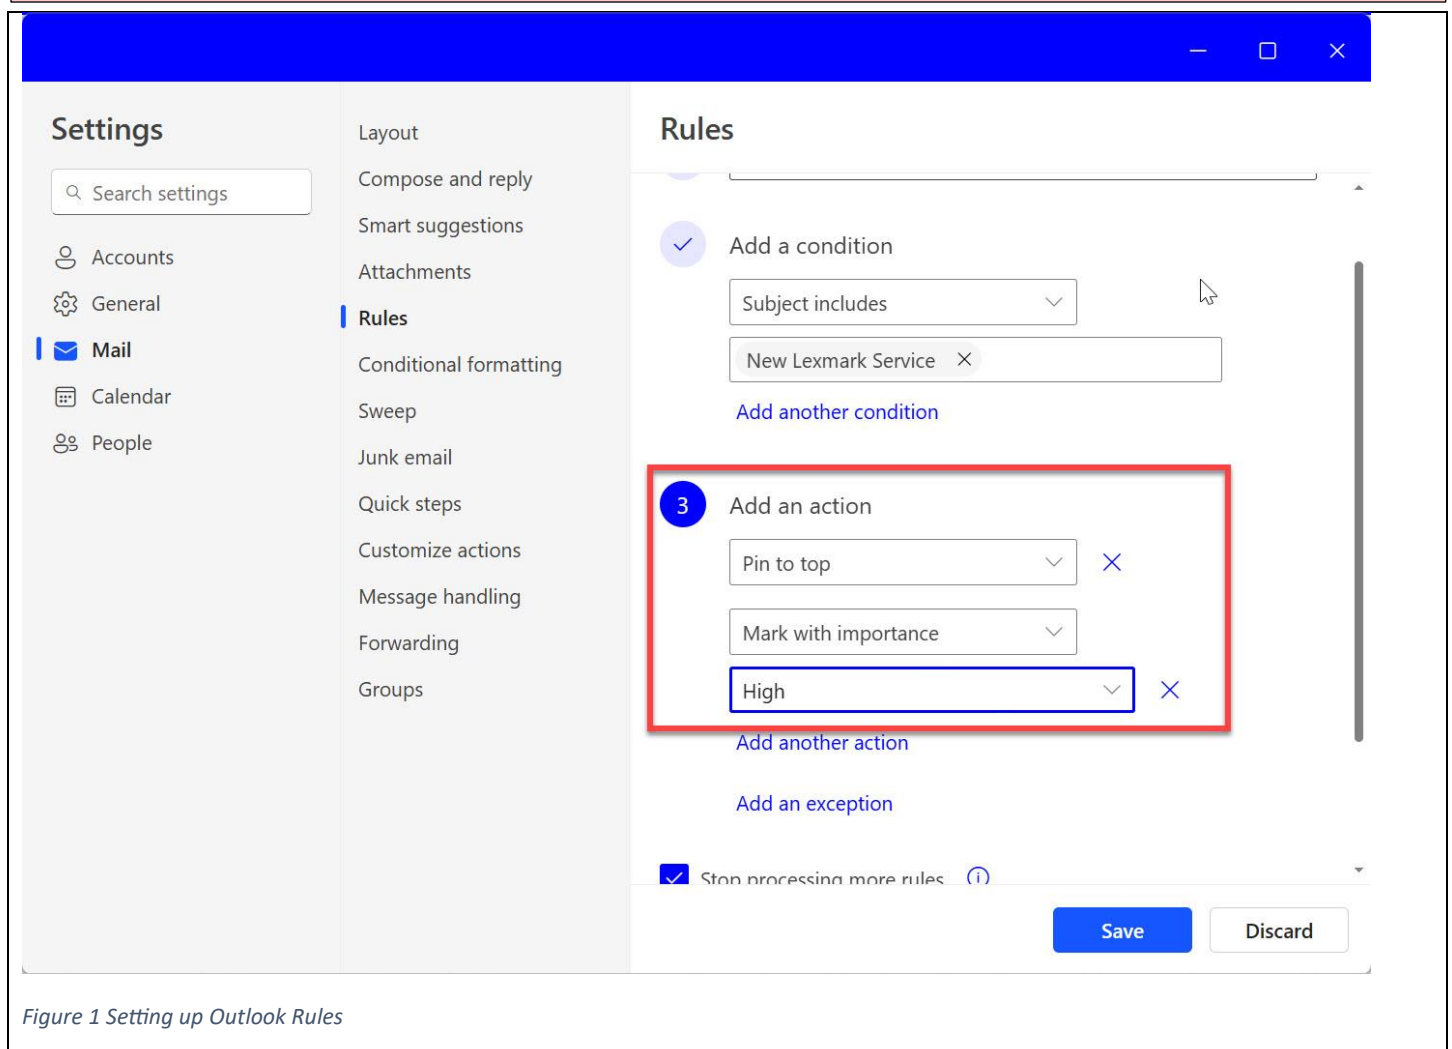 Settings
Search settings
Accounts
General
Mail
Calendar
People
Layout
Compose and reply
Smart suggestions
Attachments
Rules
Conditional formatting
Sweep
Junk email
Quick steps
Customize actions
Message handling
Forwarding
Groups
Rules
Add a condition
Subject includes
New Lexmark Service
Add another condition
3 Add an action
Pin to top
Mark with importance
High
Add another action
Add an exception
Stop processing more rules
Save Discard
Figure 1 Setting up Outlook Rules